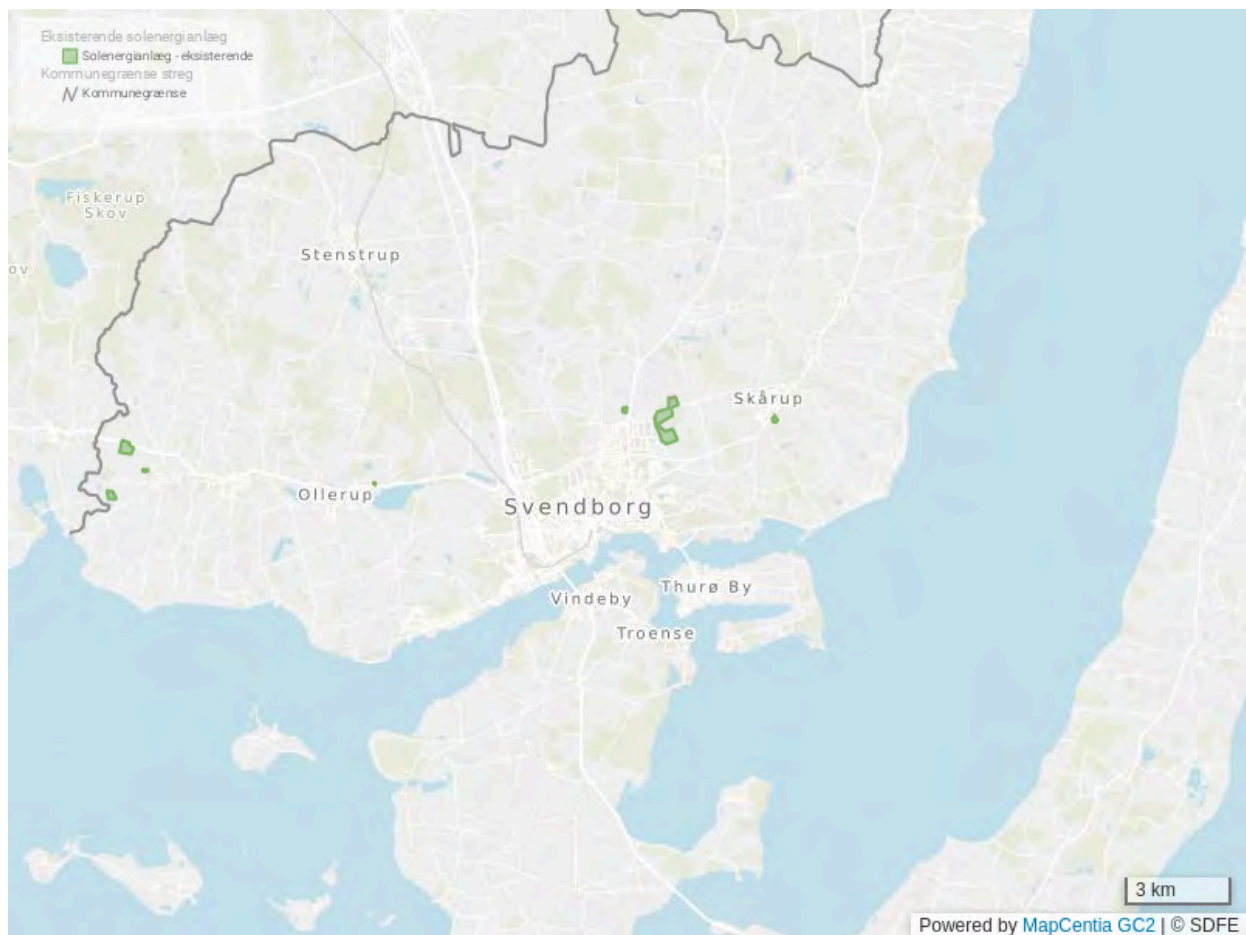 Eksisterende solenergianlæg
Solenergianlæg - eksisterende
Kommunegrænse streg
Kommunegrænse
Fiskerup
Skov
ov
Stenstrup
Skårup
Ollerup
Svendborg
Thurø By
Vindeby
Troense
3 km
Powered by MapCentia GC2 | © SDFE